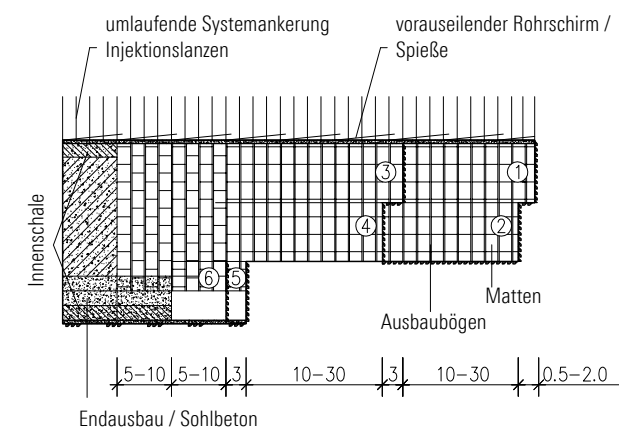 umlaufende Systemankerung
Injektionslanzen
vorauseilender Rohrschirm /
Spieße
Innenschale
3
1
4
2
6
5
Matten
Ausbaubögen
5–10 5–10 3 10–30 3 10–30 0.5–2.0
Endausbau / Sohlbeton